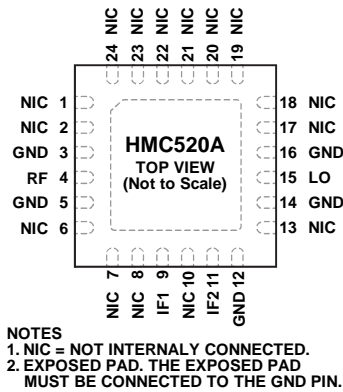 24 NIC
23 NIC
22 NIC
21 NIC
20 NIC
19 NIC
NIC 1
NIC 2
GND 3
RF 4
GND 5
NIC 6
HMC520A
TOP VIEW
(Not to Scale)
18 NIC
17 NIC
16 GND
15 LO
14 GND
13 NIC
NIC 7
NIC 8
IF1 9
NIC 10
IF2 11
GND 12
NOTES
1. NIC = NOT INTERNALY CONNECTED.
2. EXPOSED PAD. THE EXPOSED PAD
MUST BE CONNECTED TO THE GND PIN.